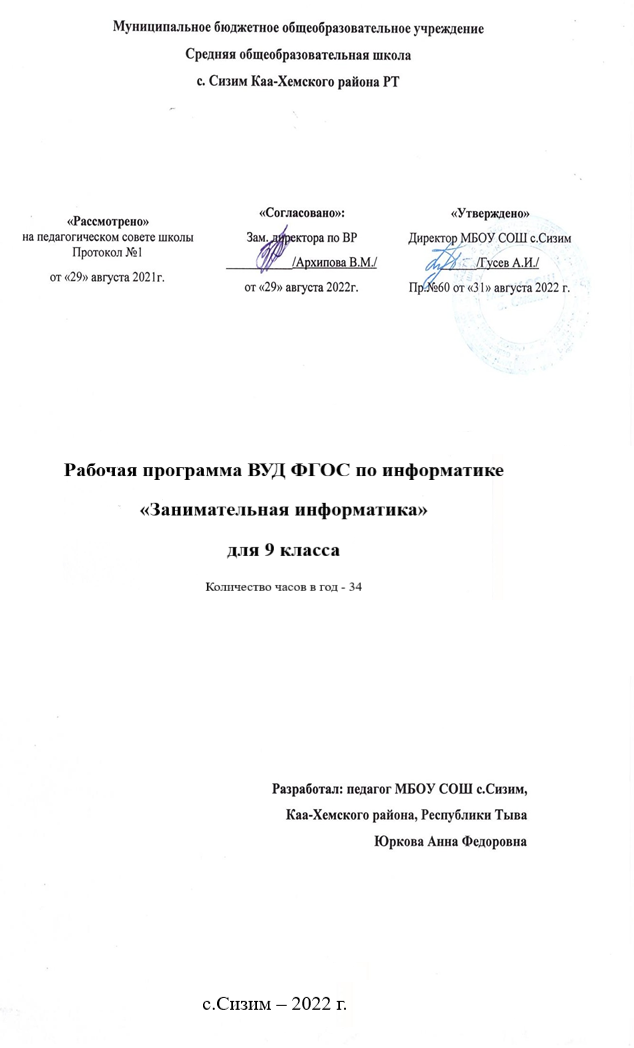 Муниципальное бюджетное общеобразовательное учреждение
Средняя общеобразовательная школа
с. Сизим Каа-Хемского района РТ
«Рассмотрено»
на педагогическом совете школы
Протокол №1
от «29» августа 2021г.
«Согласовано»:
Зам. директора по ВР
/Архипова В.М./
от «29» августа 2022г.
«Утверждено»
Директор МБОУ СОШ с.Сизим
/Гусев А.И./
Пр.№60 от «31» августа 2022 г.
Рабочая программа ВУД ФГОС по информатике
«Занимательная информатика»
для 9 класса
Количество часов в год - 34
Разработал: педагог МБОУ СОШ с.Сизим,
Каа-Хемского района, Республики Тыва
Юркова Анна Федоровна
с.Сизим – 2022 г.